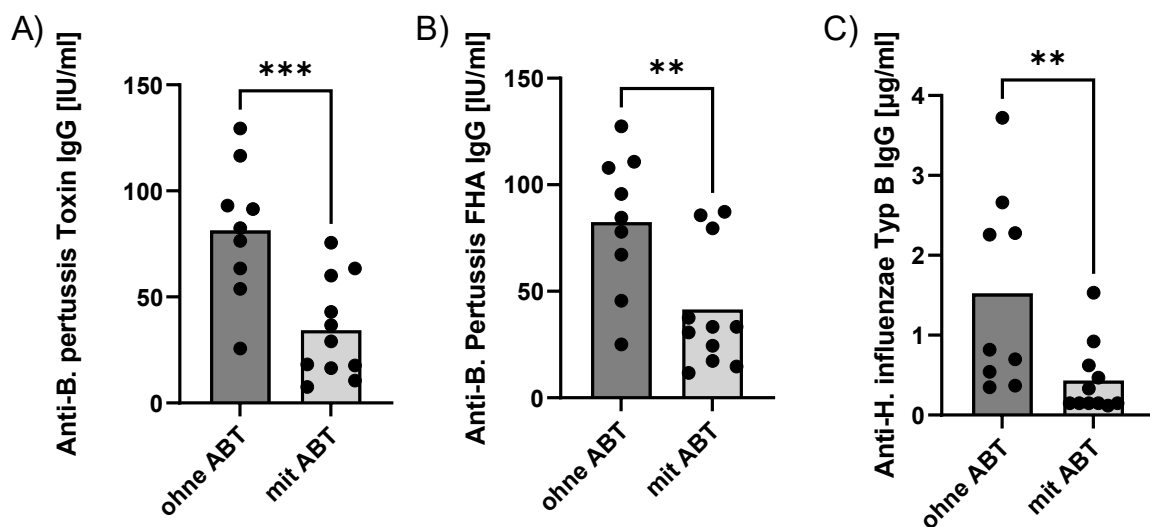 A)
Anti-B. pertussis Toxin IgG [IU/ml]
150
100
50
0
***
ohne ABT
mit ABT
B)
Anti-B. Pertussis FHA IgG [IU/ml]
150
100
50
0
**
ohne ABT
mit ABT
C)
Anti-H. influenzae Typ B IgG [µg/ml]
4
3
2
1
0
**
ohne ABT
mit ABT